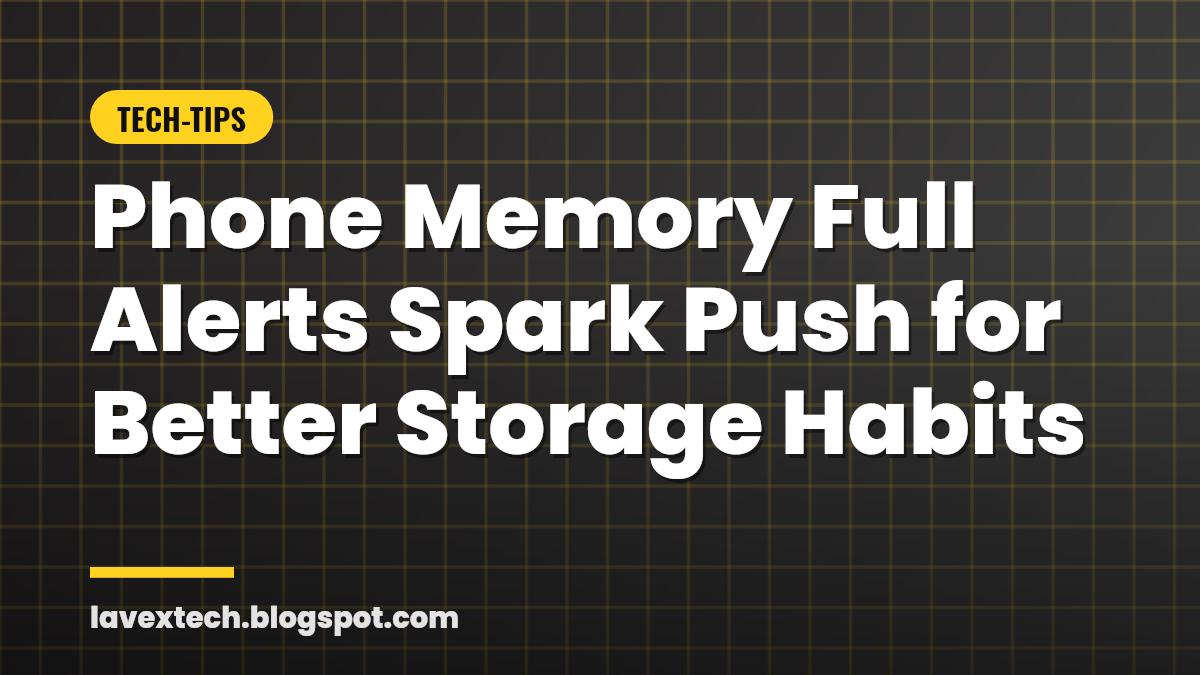 TECH-TIPS
Phone Memory Full
Alerts Spark Push for
Better Storage Habits
lavextech.blogspot.com